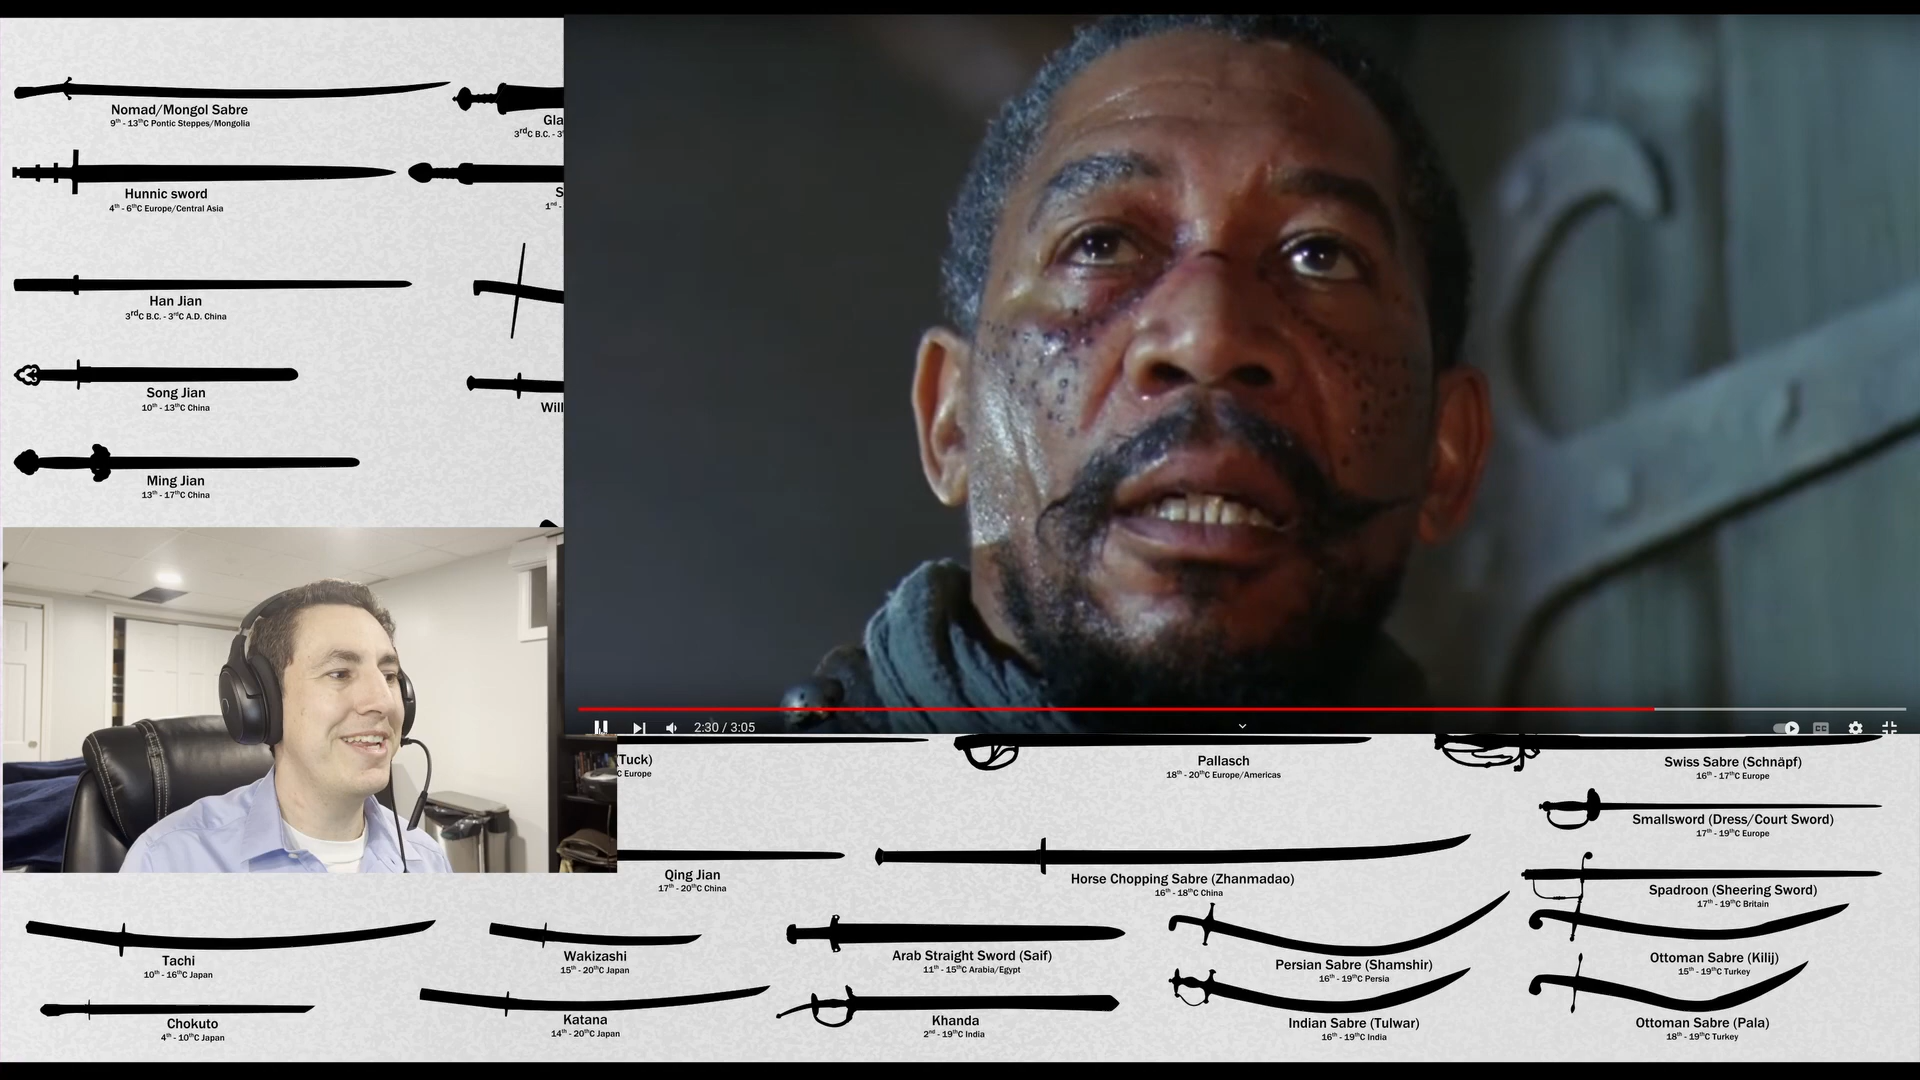 Nomad/Mongol Sabre
9th - 13thC Pontic Steppes/Mongolia
Gla
3rdC B.C. - 3r
Hunnic sword
4th - 6thC Europe/Central Asia
S
1nd -
Han Jian
3rdC B.C. - 3rdC A.D. China
Song Jian
10th - 13thC China
Will
Ming Jian
13th - 17thC China
2:30 / 3:05
CC
(Tuck)
C Europe
Pallasch
18th - 20thC Europe/Americas
Swiss Sabre (Schnäpf)
16th - 17thC Europe
Smallsword (Dress/Court Sword)
17th - 19thC Europe
Qing Jian
17th - 20thC China
Horse Chopping Sabre (Zhanmadao)
16th - 18thC China
Spadroon (Sheering Sword)
17th - 19thC Britain
Tachi
10th - 16thC Japan
Wakizashi
15th - 20thC Japan
Arab Straight Sword (Saif)
11th - 15thC Arabia/Egypt
Persian Sabre (Shamshir)
16th - 19thC Persia
Ottoman Sabre (Kilij)
15th - 19thC Turkey
Chokuto
4th - 10thC Japan
Katana
14th - 20thC Japan
Khanda
2nd - 19thC India
Indian Sabre (Tulwar)
16th - 19thC India
Ottoman Sabre (Pala)
18th - 19thC Turkey